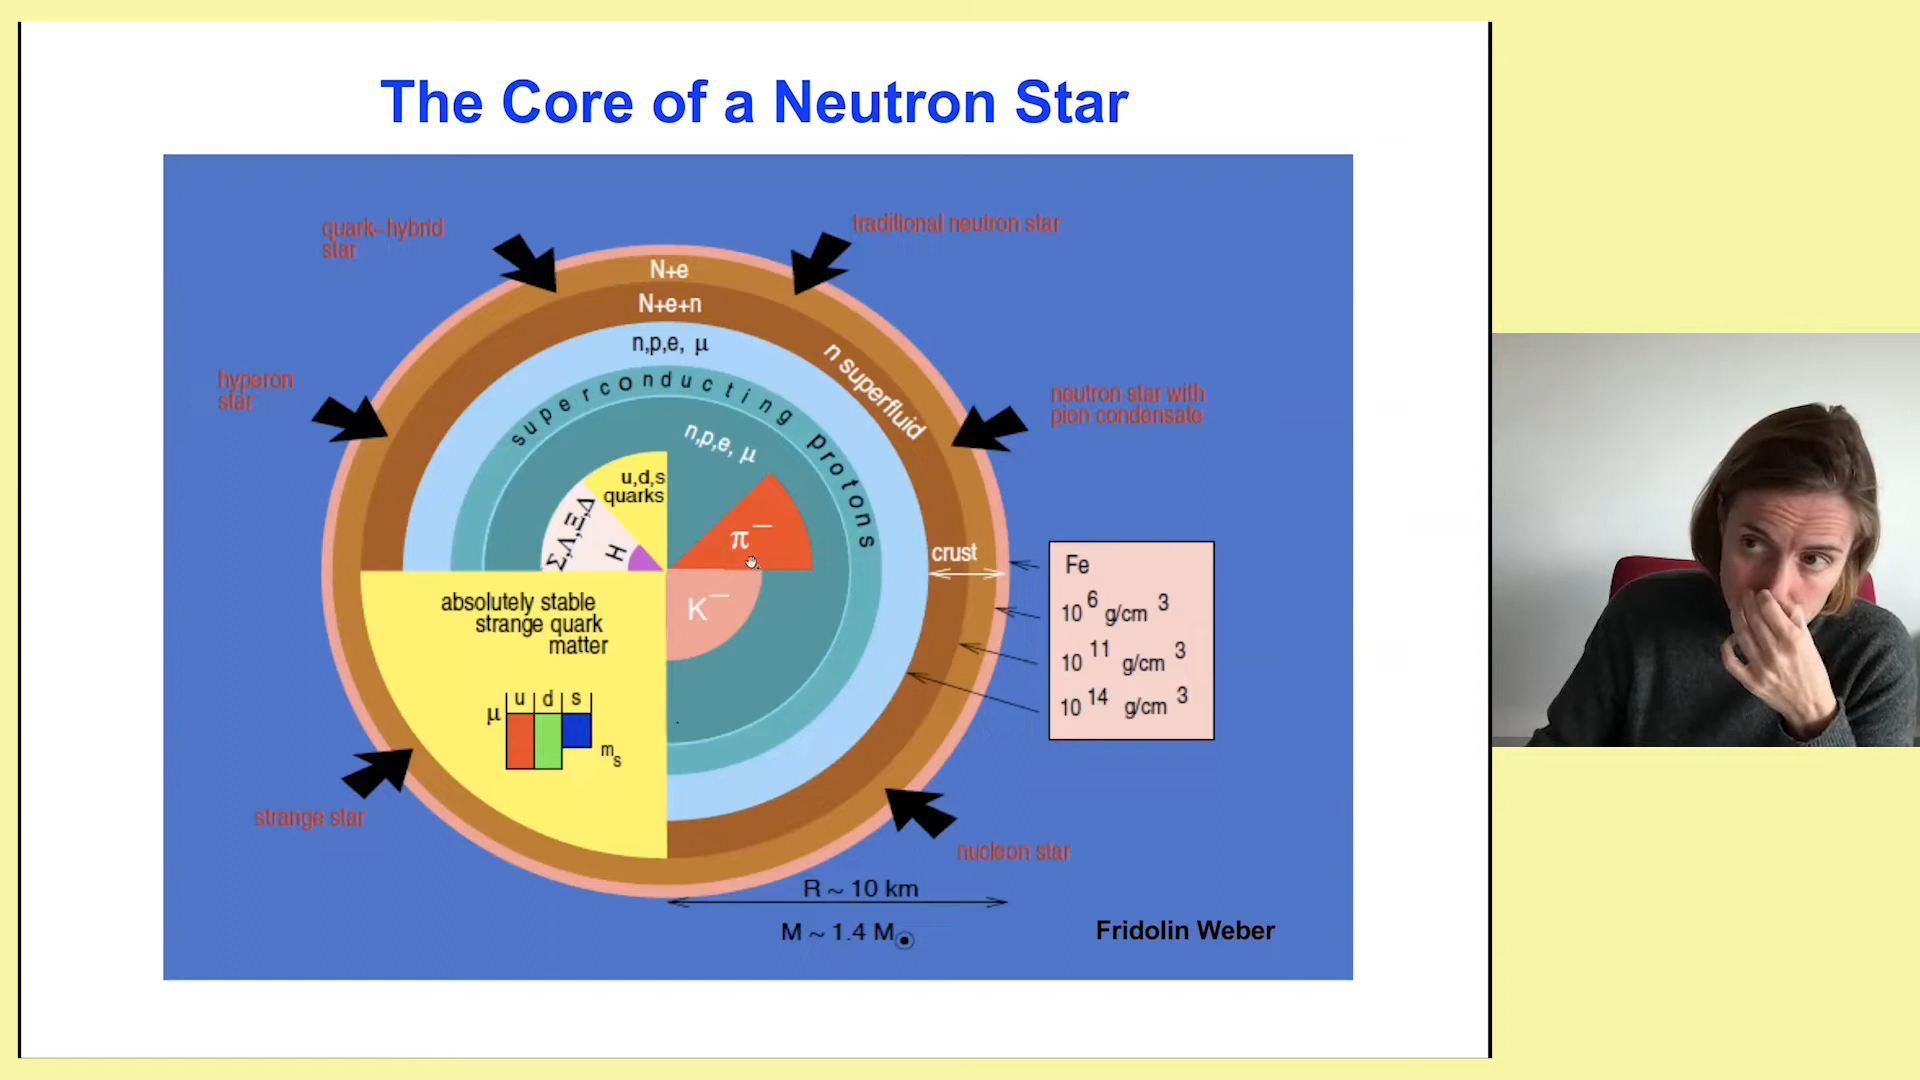 The Core of a Neutron Star
quark-hybrid
star
traditional neutron star
N+e
N+e+n
n,p,e, μ
n superfluid
superconducting protons
hyperon
star
neutron star with
pion condensate
n,p,e, μ
u,d,s
quarks
Σ,Λ,Ξ,Δ
H
π⁻
K⁻
crust
Fe
10⁶ g/cm³
10¹¹ g/cm³
10¹⁴ g/cm³
absolutely stable
strange quark
matter
u d s
μ
mₛ
strange star
nucleon star
R ~ 10 km
M ~ 1.4 M☉
Fridolin Weber